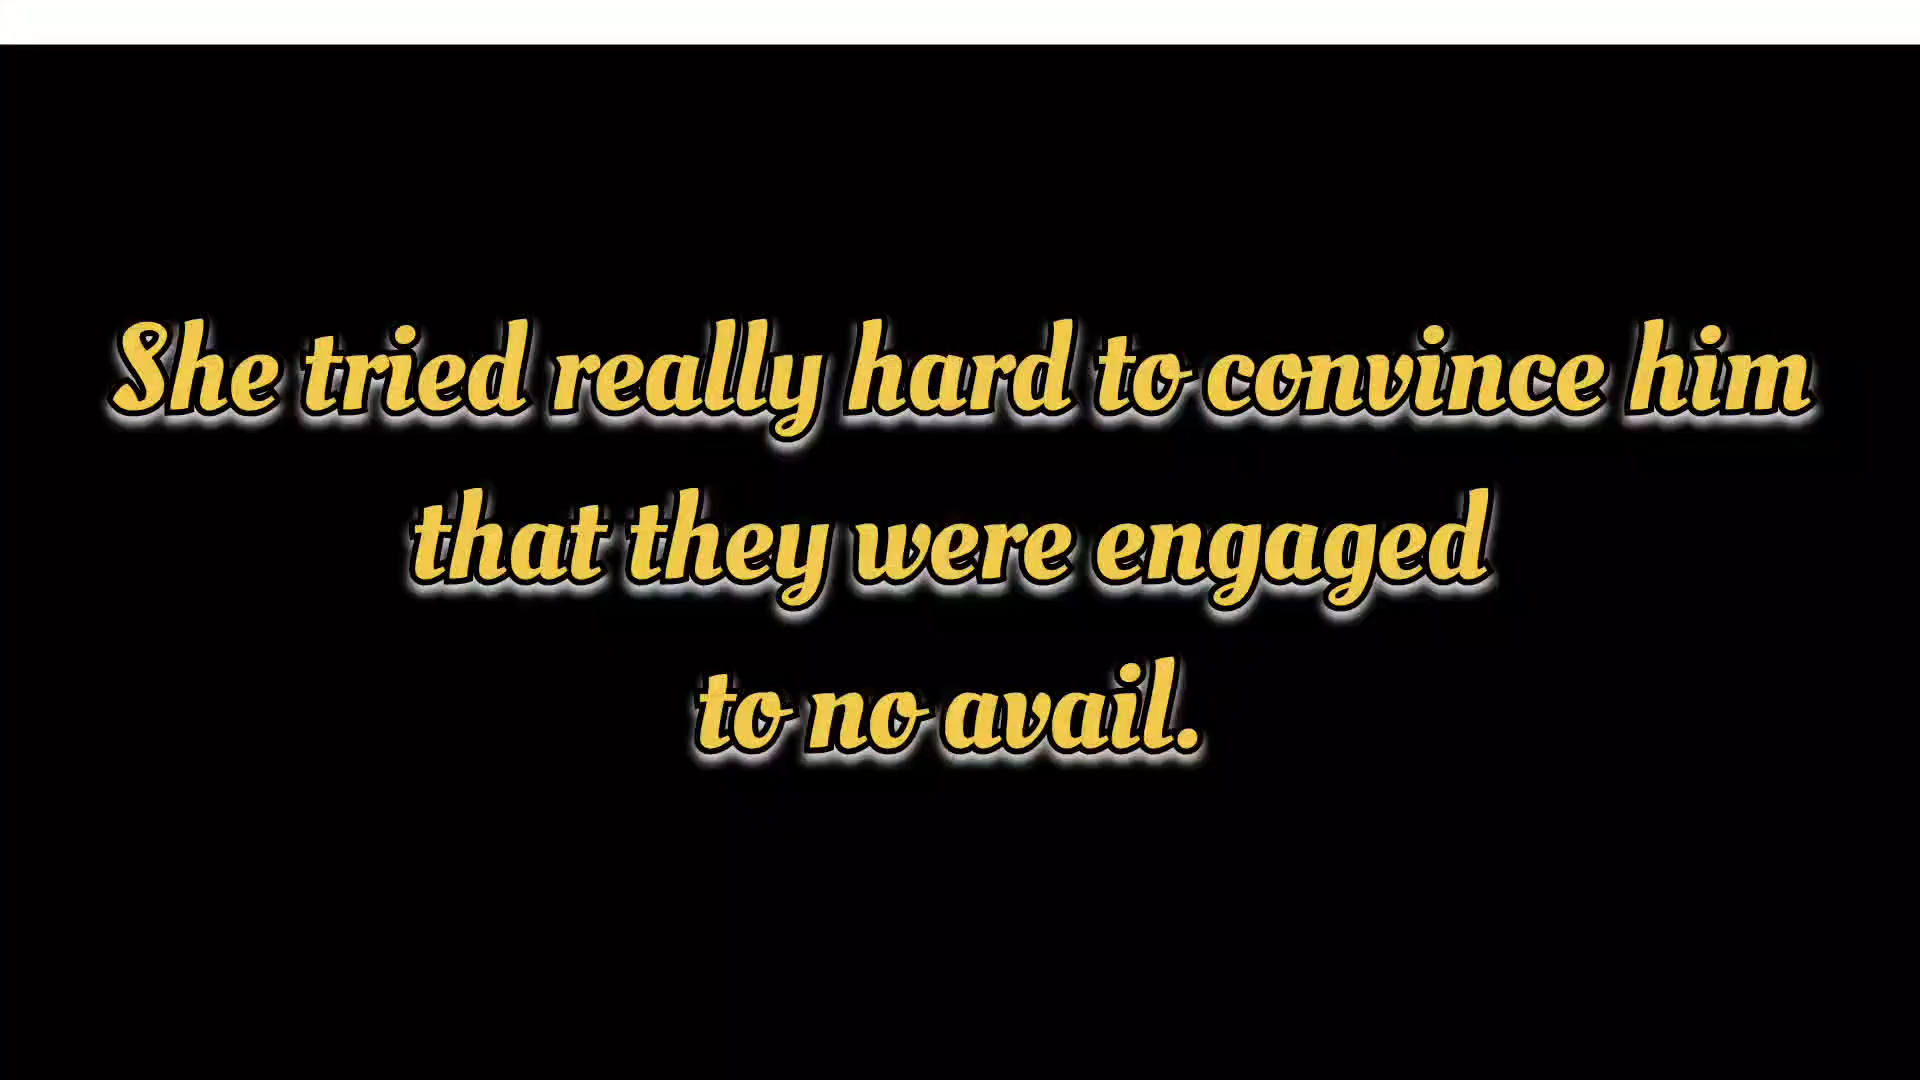 She tried really hard to convince him
that they were engaged
to no avail.